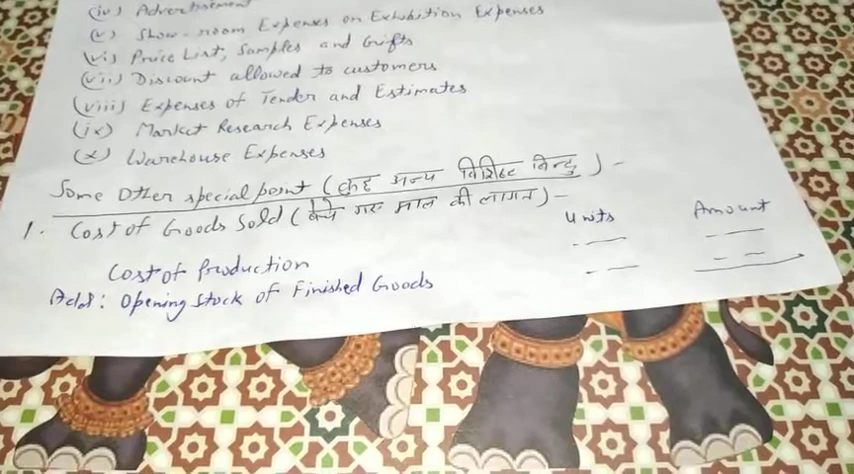 (iv) Advertisement
(v) Show-room Expenses on Exhibition Expenses
(vi) Price List, Samples and Gifts
(vii) Discount allowed to customers
(viii) Expenses of Tender and Estimates
(ix) Market Research Expenses
(x) Warehouse Expenses
Some Other special point (कुछ अन्य विशिष्ट बिन्दु) -
1. Cost of Goods Sold (बेचे गए माल की लागत) - Units Amount
Cost of Production
Add: Opening Stock of Finished Goods